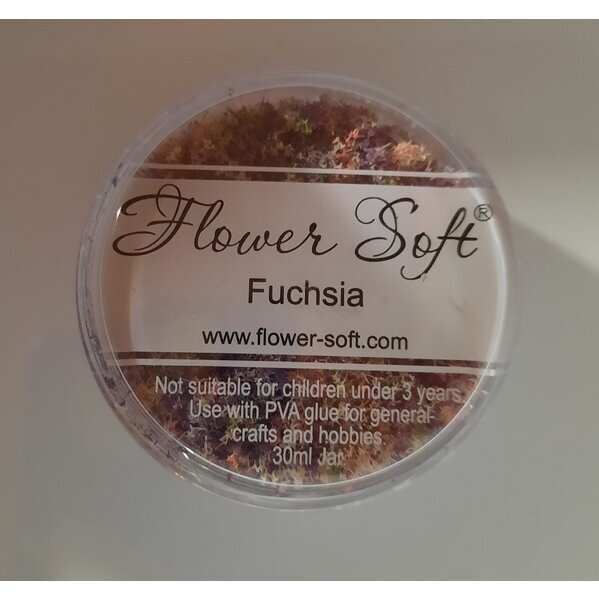 Flower Soft®
Fuchsia
www.flower-soft.com
Not suitable for children under 3 years.
Use with PVA glue for general
crafts and hobbies.
30ml Jar